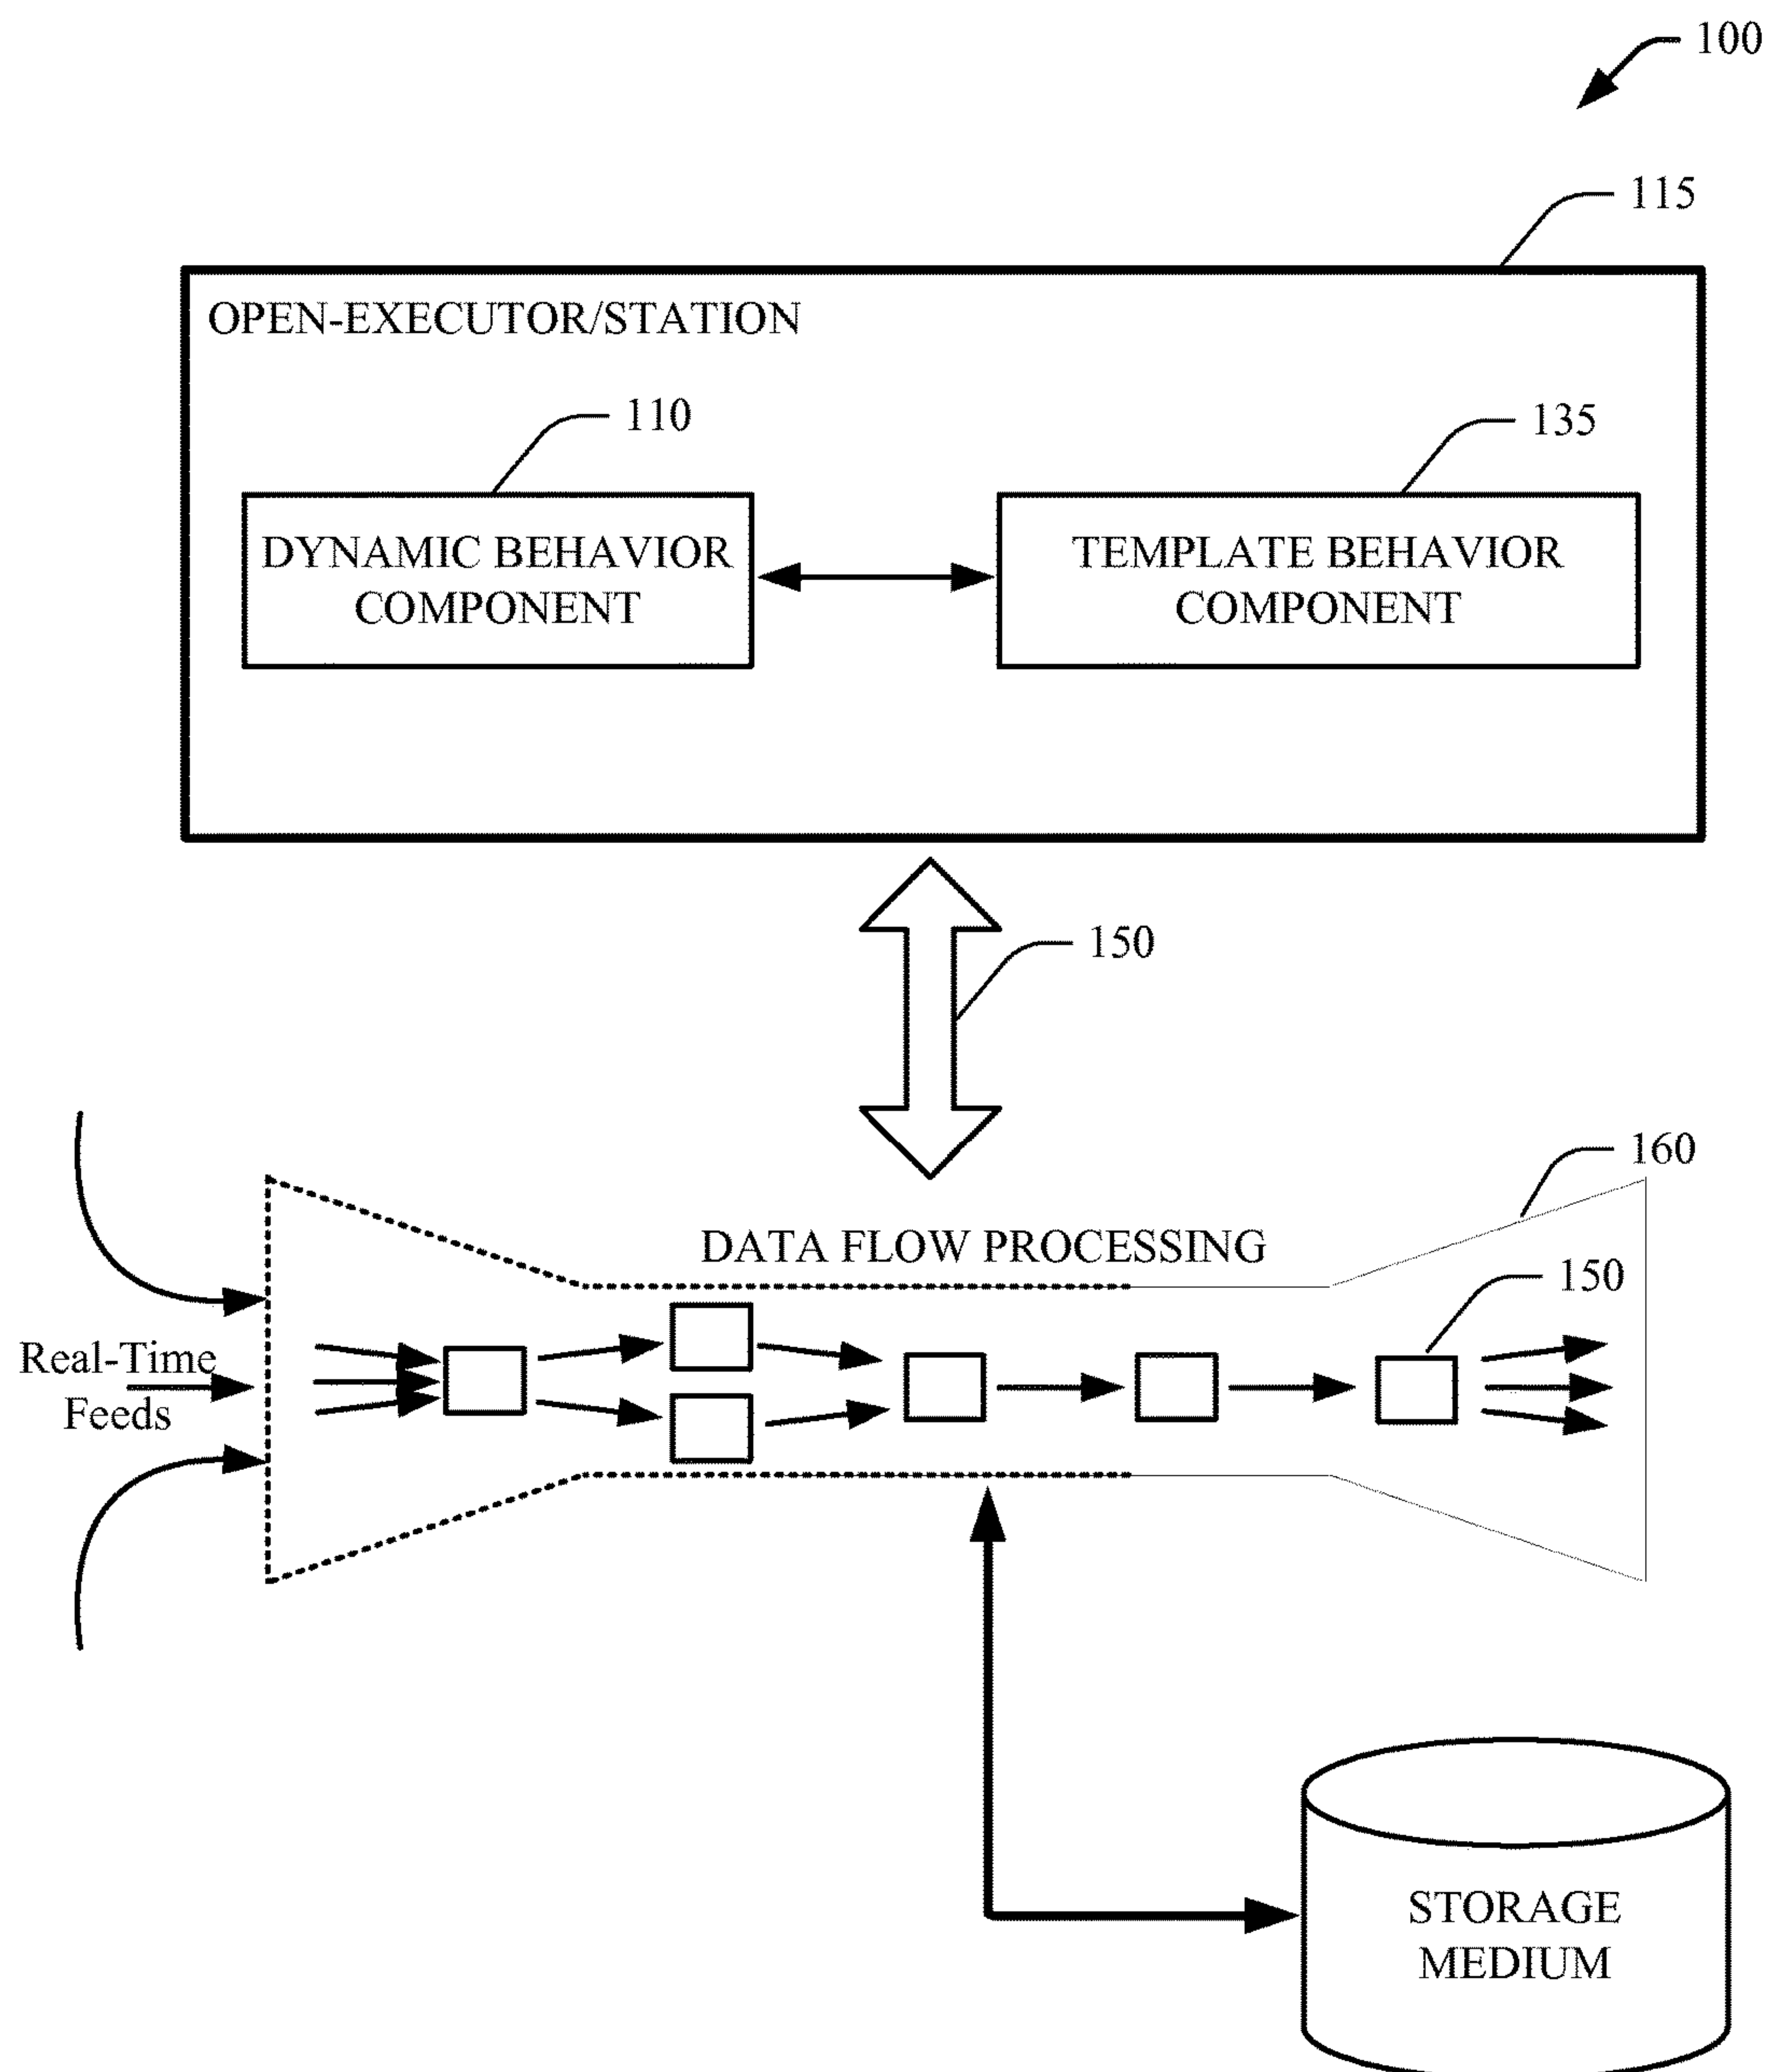 100
115
OPEN-EXECUTOR/STATION
110
135
DYNAMIC BEHAVIOR
COMPONENT
TEMPLATE BEHAVIOR
COMPONENT
150
160
DATA FLOW PROCESSING
150
Real-Time
Feeds
STORAGE
MEDIUM